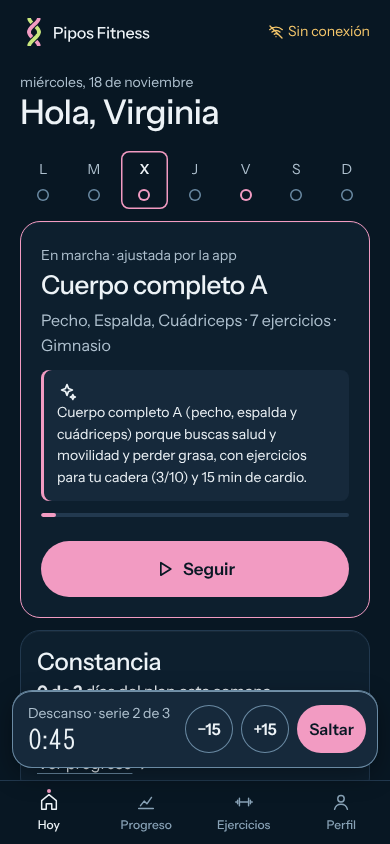 Pipos Fitness
Sin conexión
miércoles, 18 de noviembre
Hola, Virginia
L M X J V S D
En marcha · ajustada por la app
Cuerpo completo A
Pecho, Espalda, Cuádriceps · 7 ejercicios ·
Gimnasio
Cuerpo completo A (pecho, espalda y
cuádriceps) porque buscas salud y
movilidad y perder grasa, con ejercicios
para tu cadera (3/10) y 15 min de cardio.
Seguir
Constancia
Descanso · serie 2 de 3
0:45
−15
+15
Saltar
Hoy
Progreso
Ejercicios
Perfil